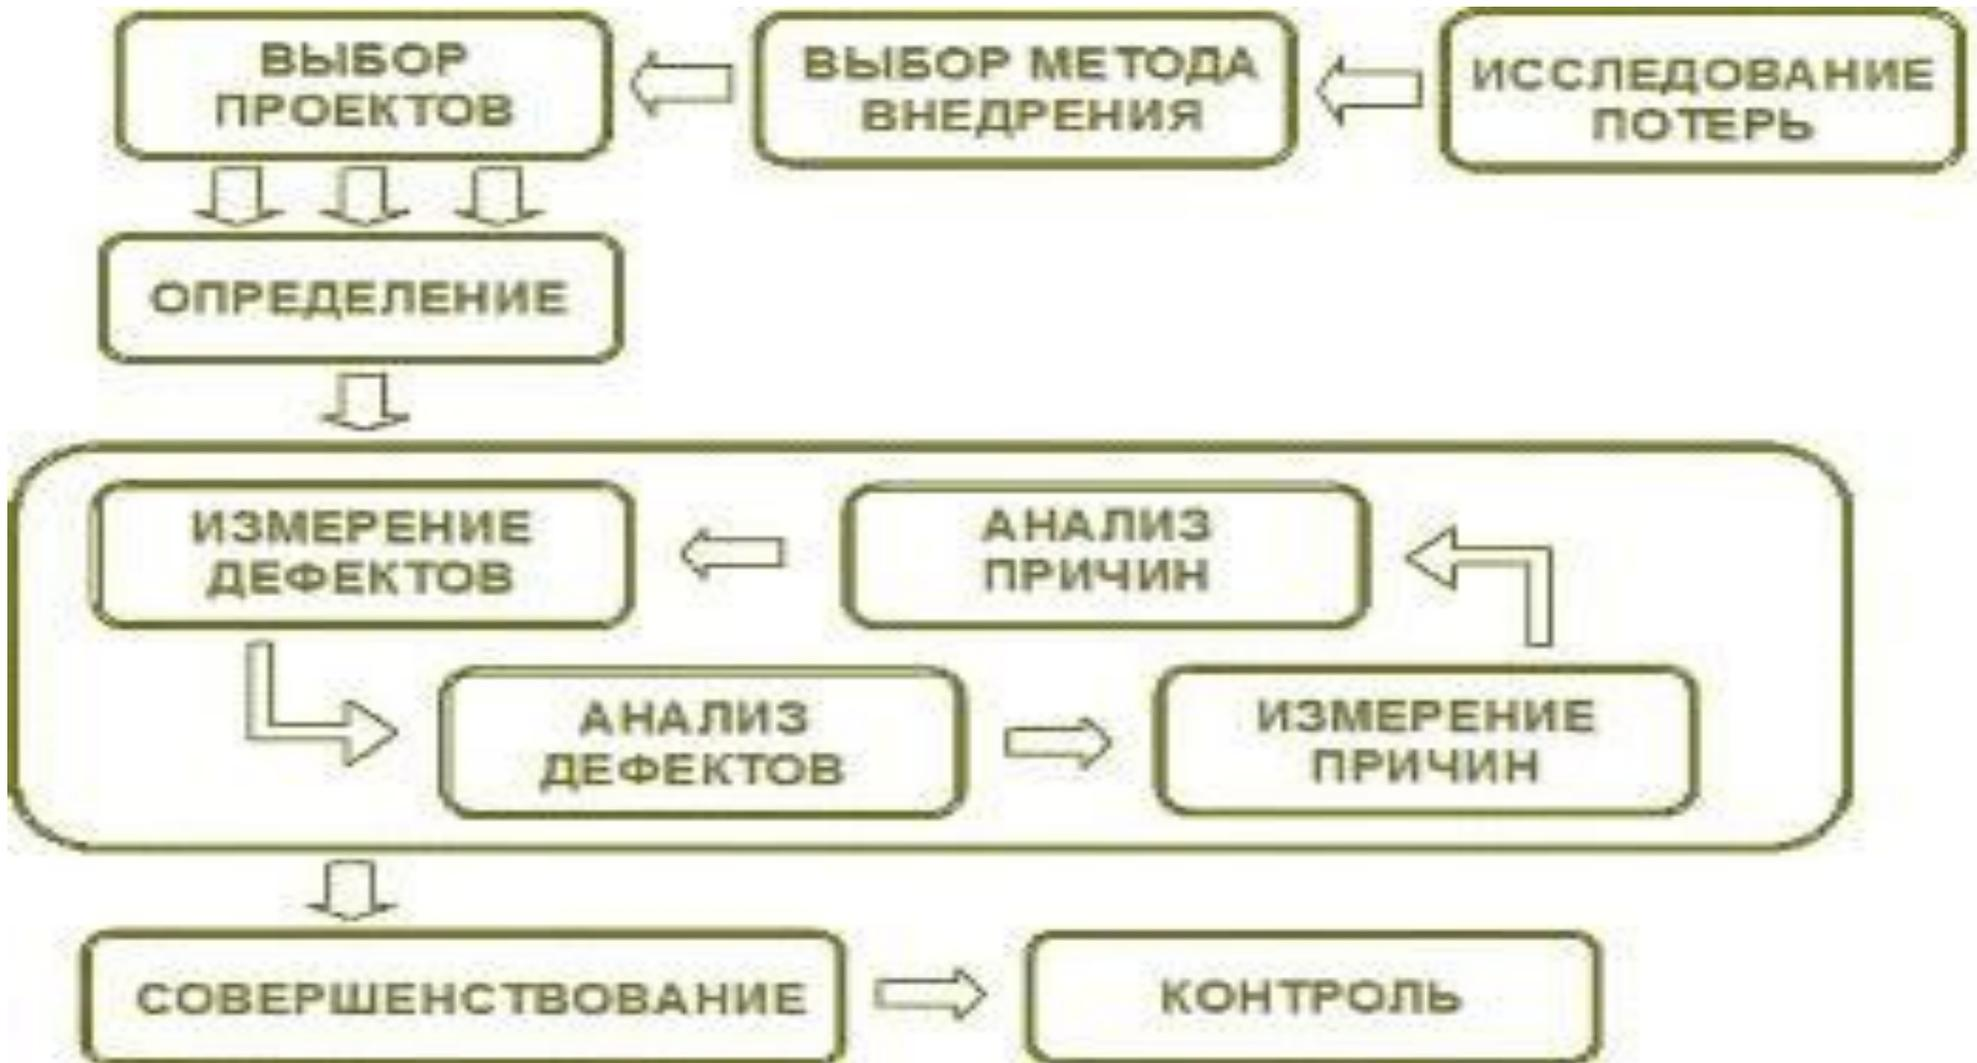 ВЫБОР
ПРОЕКТОВ
ВЫБОР МЕТОДА
ВНЕДРЕНИЯ
ИССЛЕДОВАНИЕ
ПОТЕРЬ
ОПРЕДЕЛЕНИЕ
ИЗМЕРЕНИЕ
ДЕФЕКТОВ
АНАЛИЗ
ПРИЧИН
АНАЛИЗ
ДЕФЕКТОВ
ИЗМЕРЕНИЕ
ПРИЧИН
СОВЕРШЕНСТВОВАНИЕ
КОНТРОЛЬ